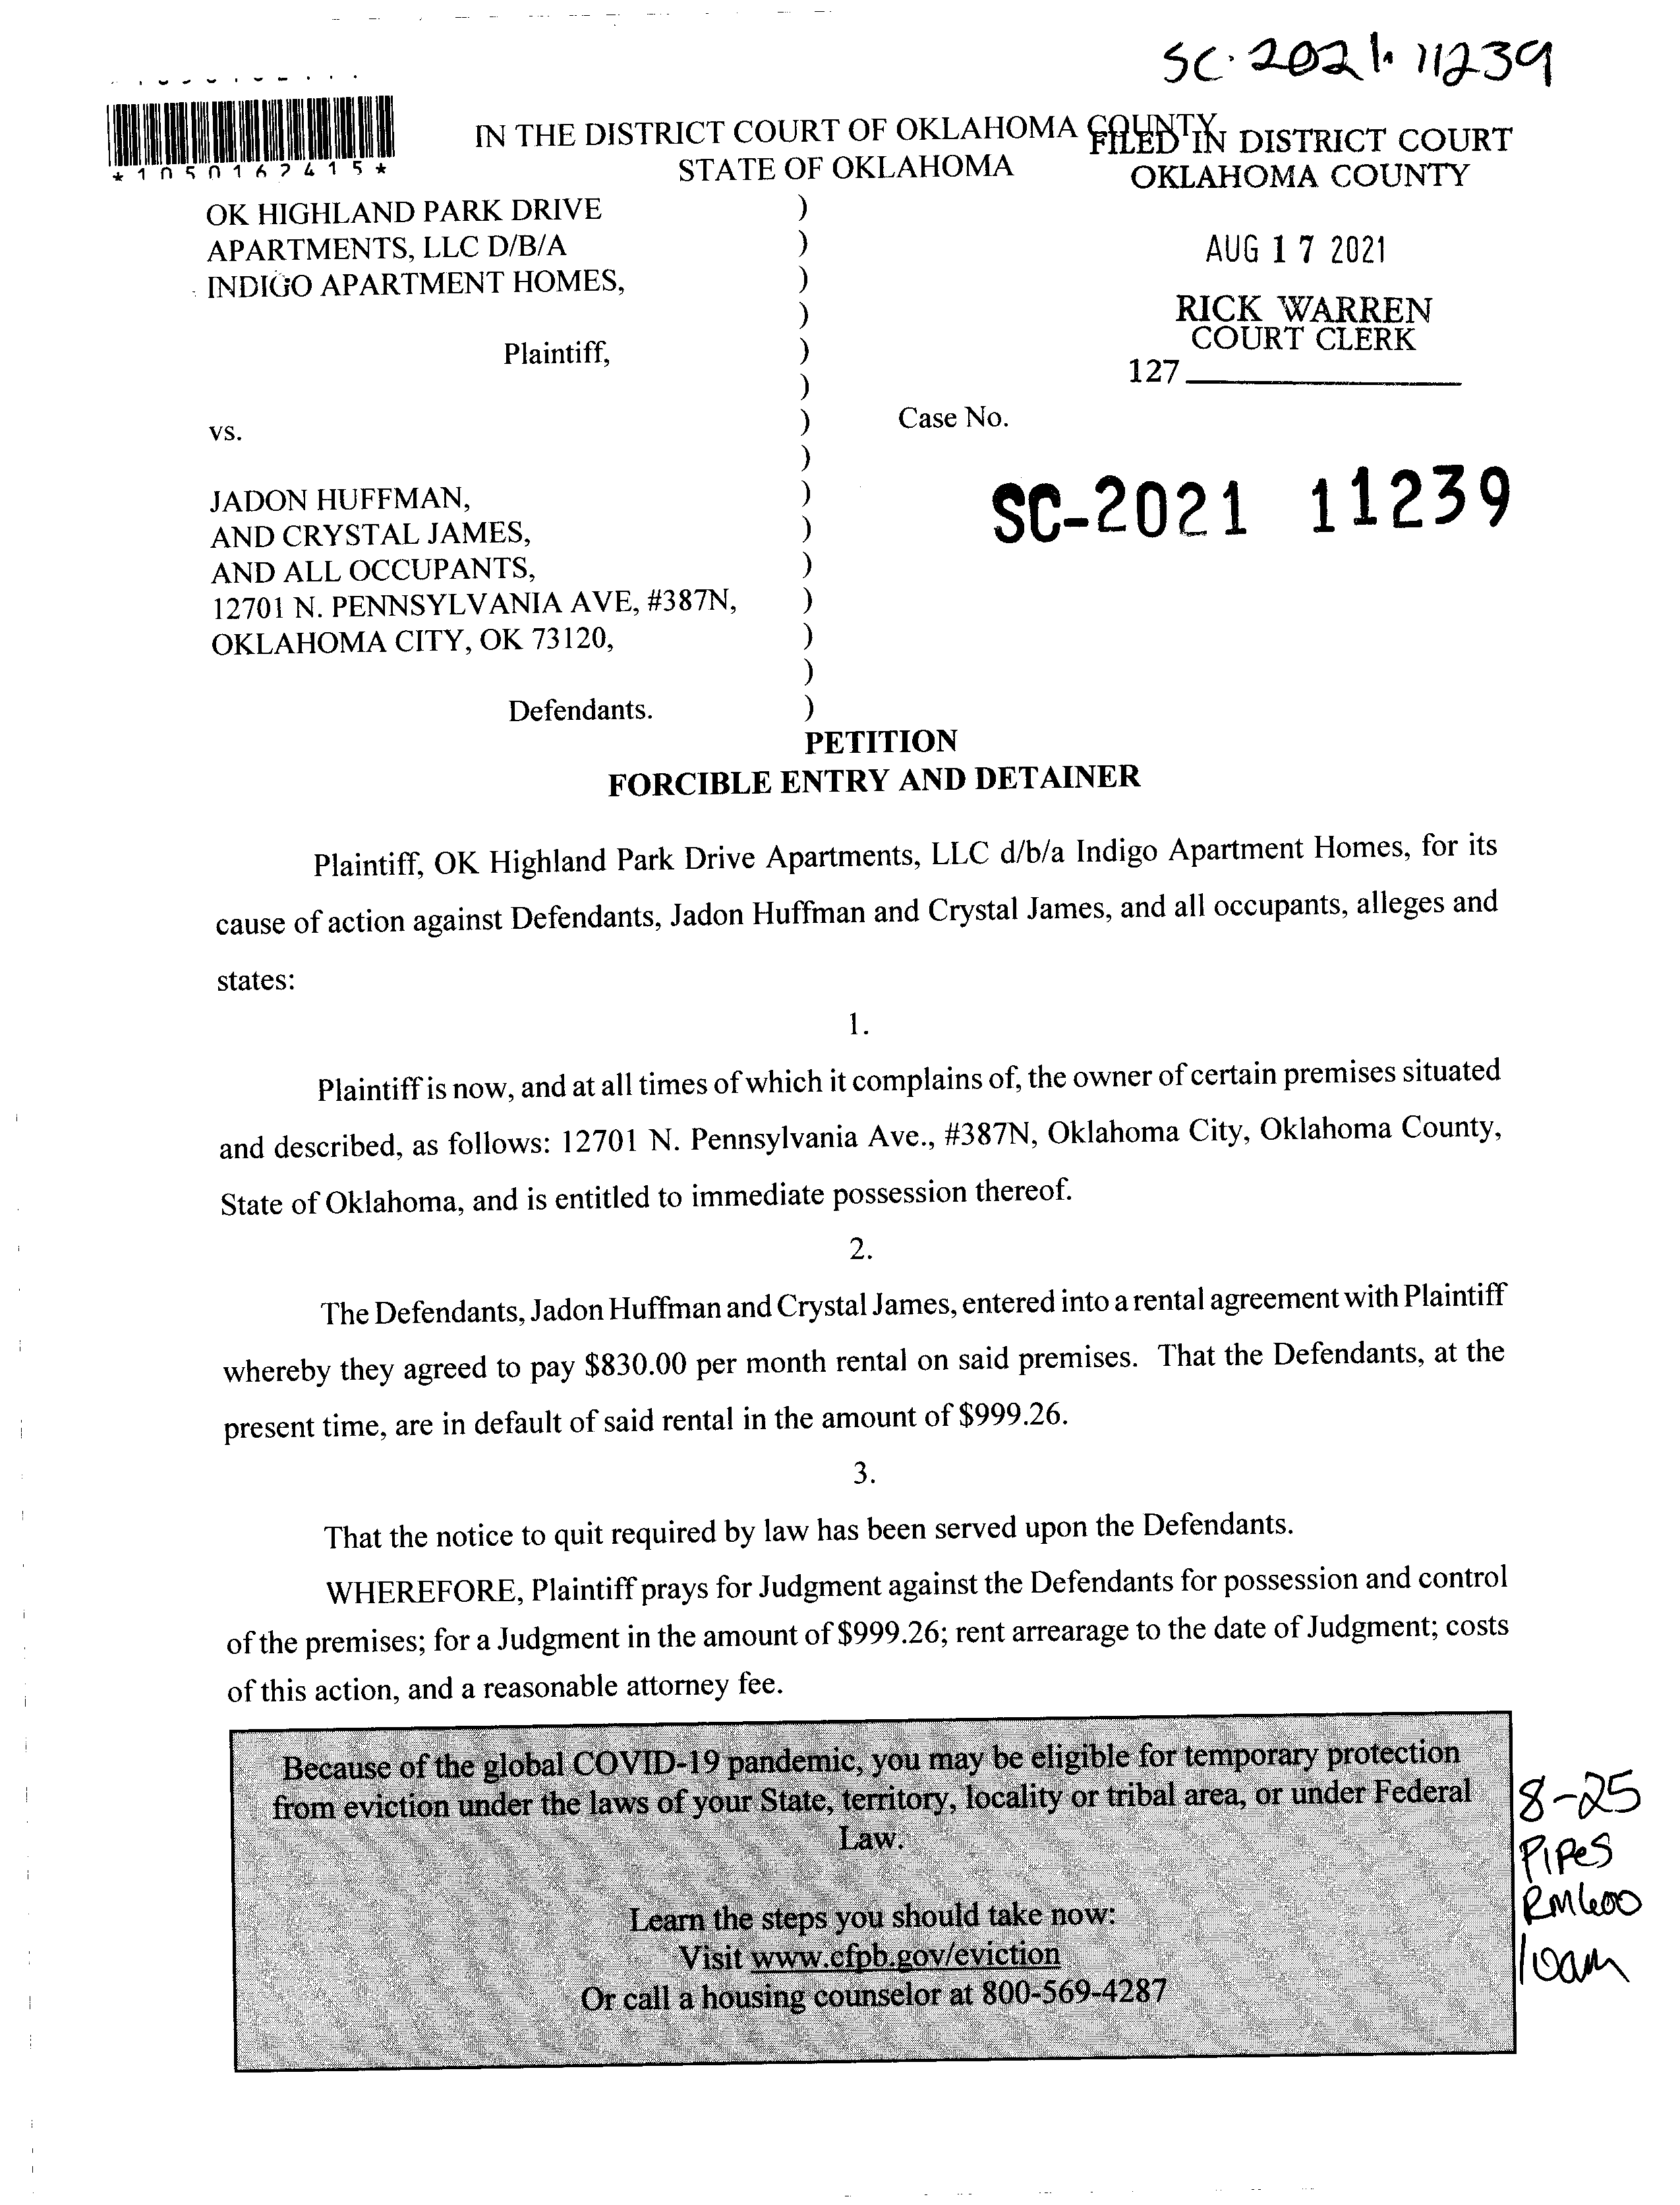 SC-2021-11239
*1050162415*
IN THE DISTRICT COURT OF OKLAHOMA COUNTY
STATE OF OKLAHOMA
FILED IN DISTRICT COURT
OKLAHOMA COUNTY
AUG 17 2021
RICK WARREN
COURT CLERK
127
OK HIGHLAND PARK DRIVE )
APARTMENTS, LLC D/B/A )
INDIGO APARTMENT HOMES, )
)
Plaintiff, )
)
vs. ) Case No.
)
JADON HUFFMAN, ) SC-2021 11239
AND CRYSTAL JAMES, )
AND ALL OCCUPANTS, )
12701 N. PENNSYLVANIA AVE, #387N, )
OKLAHOMA CITY, OK 73120, )
)
Defendants. )
PETITION
FORCIBLE ENTRY AND DETAINER
Plaintiff, OK Highland Park Drive Apartments, LLC d/b/a Indigo Apartment Homes, for its
cause of action against Defendants, Jadon Huffman and Crystal James, and all occupants, alleges and
states:
1.
Plaintiff is now, and at all times of which it complains of, the owner of certain premises situated
and described, as follows: 12701 N. Pennsylvania Ave., #387N, Oklahoma City, Oklahoma County,
State of Oklahoma, and is entitled to immediate possession thereof.
2.
The Defendants, Jadon Huffman and Crystal James, entered into a rental agreement with Plaintiff
whereby they agreed to pay $830.00 per month rental on said premises. That the Defendants, at the
present time, are in default of said rental in the amount of $999.26.
3.
That the notice to quit required by law has been served upon the Defendants.
WHEREFORE, Plaintiff prays for Judgment against the Defendants for possession and control
of the premises; for a Judgment in the amount of $999.26; rent arrearage to the date of Judgment; costs
of this action, and a reasonable attorney fee.
Because of the global COVID-19 pandemic, you may be eligible for temporary protection
from eviction under the laws of your State, territory, locality or tribal area, or under Federal
Law.
Learn the steps you should take now:
Visit www.cfpb.gov/eviction
Or call a housing counselor at 800-569-4287
8-25
PIPES
RM600
10am